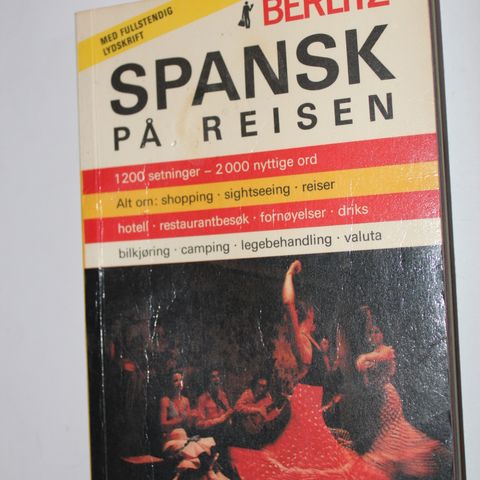 MED FULLSTENDIG
LYDSKRIFT
BERLITZ
SPANSK
PÅ REISEN
1200 setninger – 2000 nyttige ord
Alt om: shopping · sightseeing · reiser
hotell · restaurantbesøk · fornøyelser · driks
bilkjøring · camping · legebehandling · valuta